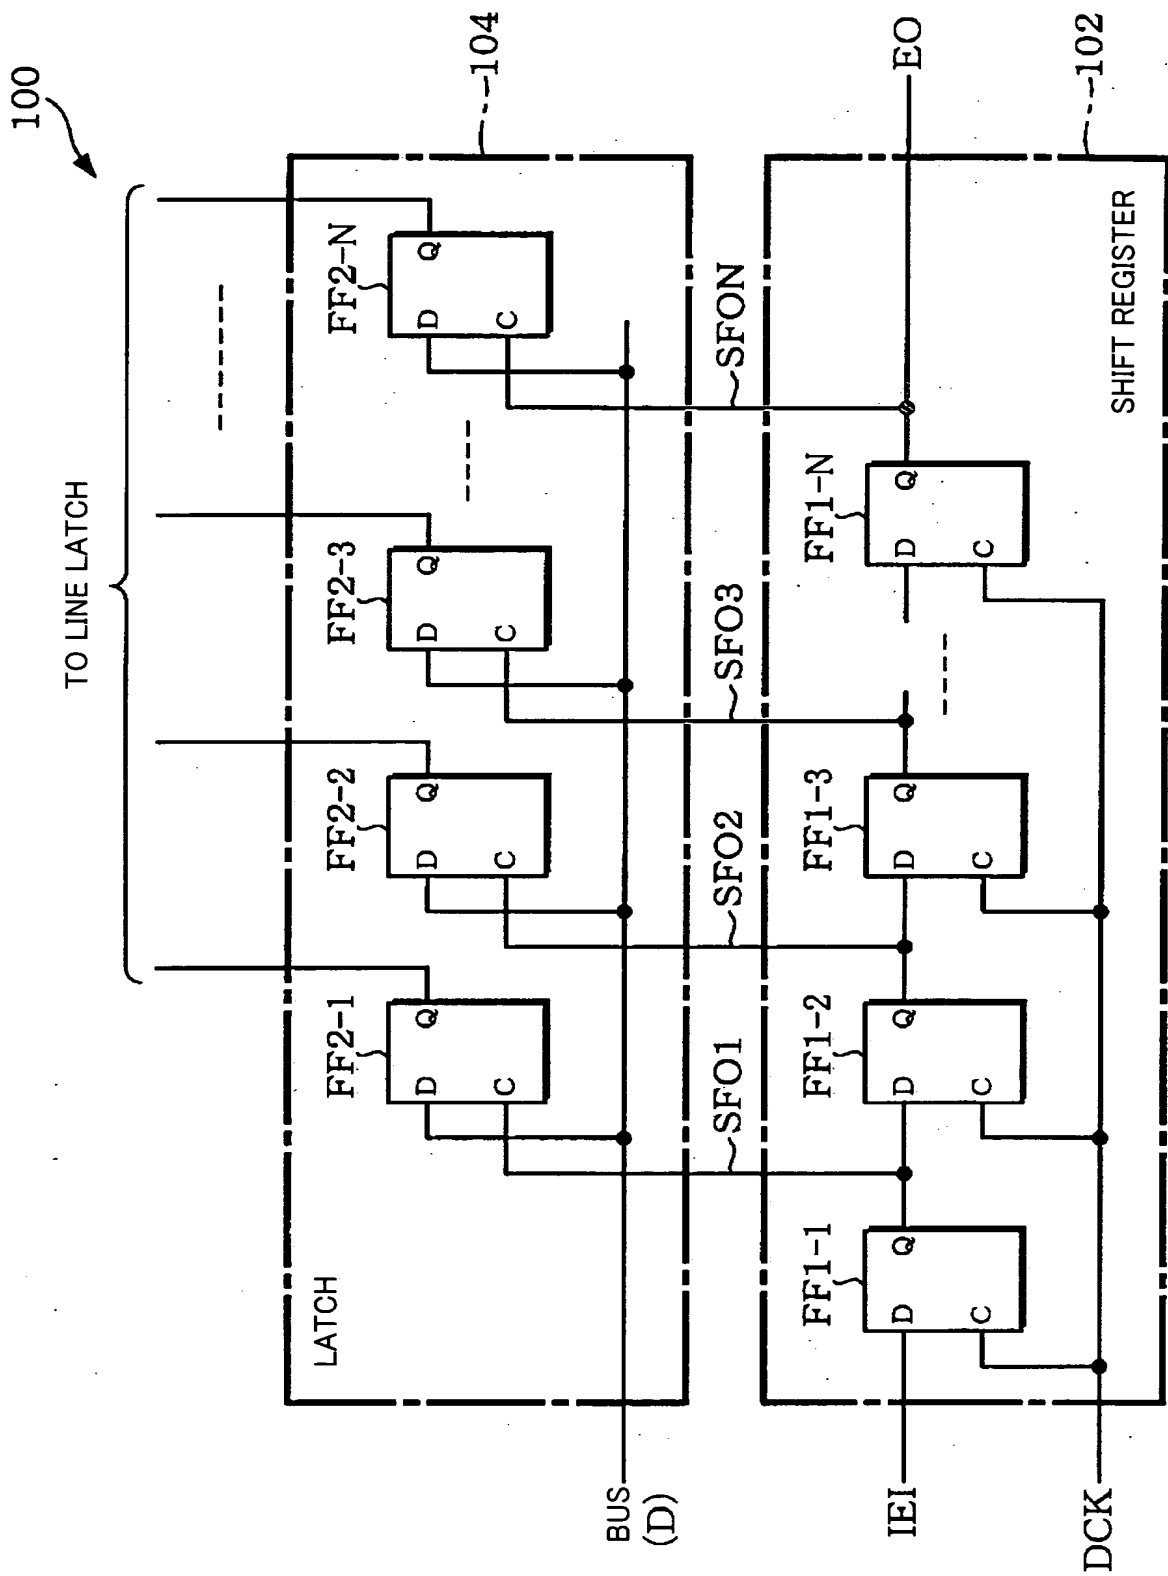 100
TO LINE LATCH
104
LATCH
FF2-1
D
C
Q
FF2-2
D
C
Q
FF2-3
D
C
Q
FF2-N
D
C
Q
BUS
(D)
SFO1
SFO2
SFO3
SFON
102
SHIFT REGISTER
FF1-1
D
C
Q
FF1-2
D
C
Q
FF1-3
D
C
Q
FF1-N
D
C
Q
IEI
DCK
EO